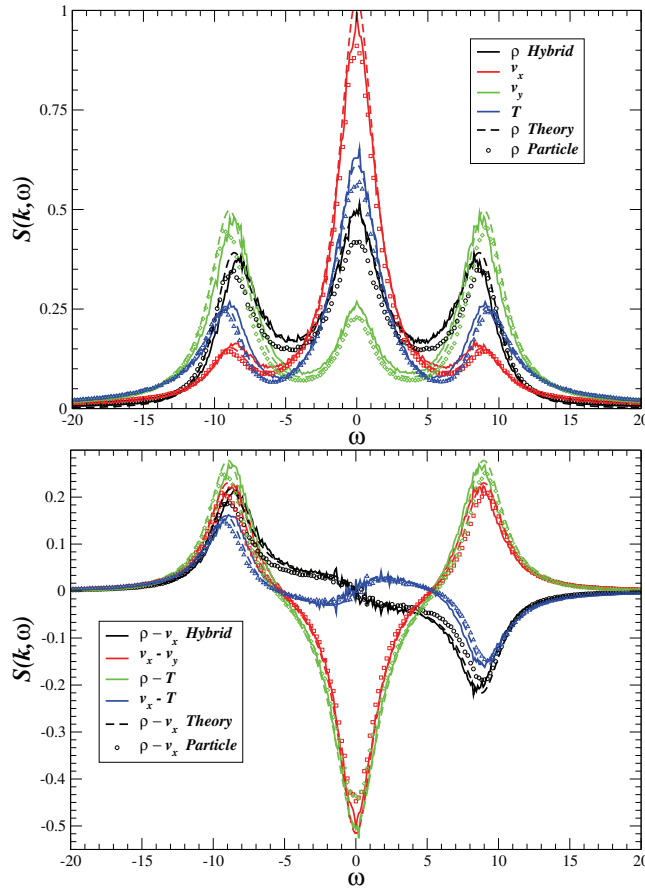 1
0.75
0.5
0.25
0
S(k,ω)
ρ Hybrid
v_x
v_y
T
ρ Theory
ρ Particle
-20 -15 -10 -5 0 5 10 15 20
ω
0.2
0.1
0
-0.1
-0.2
-0.3
-0.4
-0.5
S(k,ω)
ρ − v_x Hybrid
v_x - v_y
ρ − T
v_x - T
ρ − v_x Theory
ρ − v_x Particle
-20 -15 -10 -5 0 5 10 15 20
ω